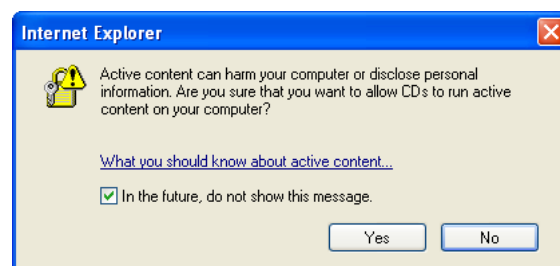 Internet Explorer
Active content can harm your computer or disclose personal
information. Are you sure that you want to allow CDs to run active
content on your computer?
What you should know about active content...
In the future, do not show this message.
Yes No